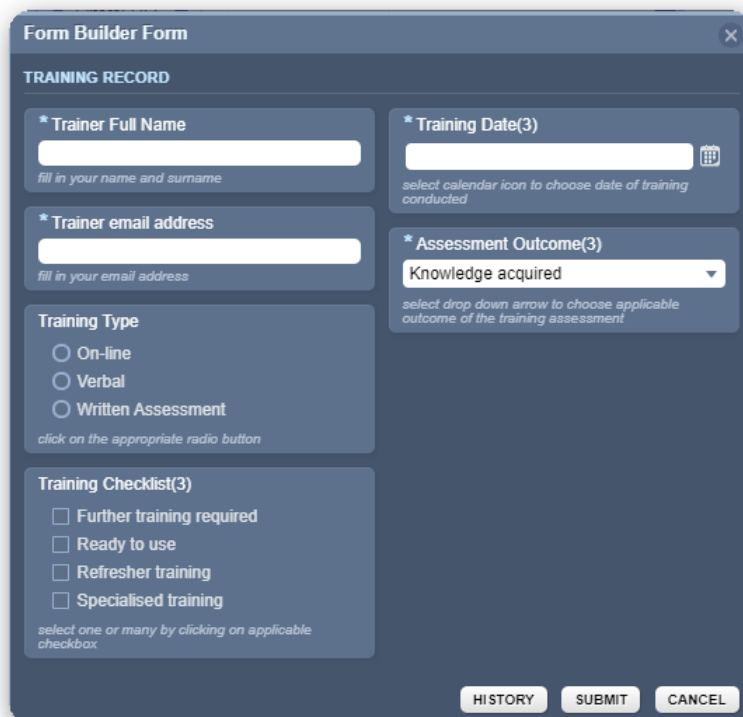 Form Builder Form
TRAINING RECORD
* Trainer Full Name
fill in your name and surname
* Trainer email address
fill in your email address
Training Type
On-line
Verbal
Written Assessment
click on the appropriate radio button
Training Checklist(3)
Further training required
Ready to use
Refresher training
Specialised training
select one or many by clicking on applicable
checkbox
* Training Date(3)
select calendar icon to choose date of training
conducted
* Assessment Outcome(3)
Knowledge acquired
select drop down arrow to choose applicable
outcome of the training assessment
HISTORY
SUBMIT
CANCEL